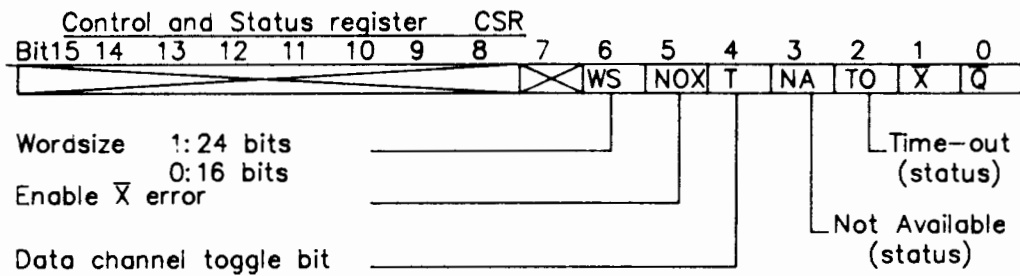 Control and Status register CSR
Bit15 14 13 12 11 10 9 8 7 6 5 4 3 2 1 0
WS NOX T NA TO X̅ Q̅
Wordsize 1: 24 bits
0: 16 bits
Time-out
(status)
Enable X̅ error
Not Available
(status)
Data channel toggle bit